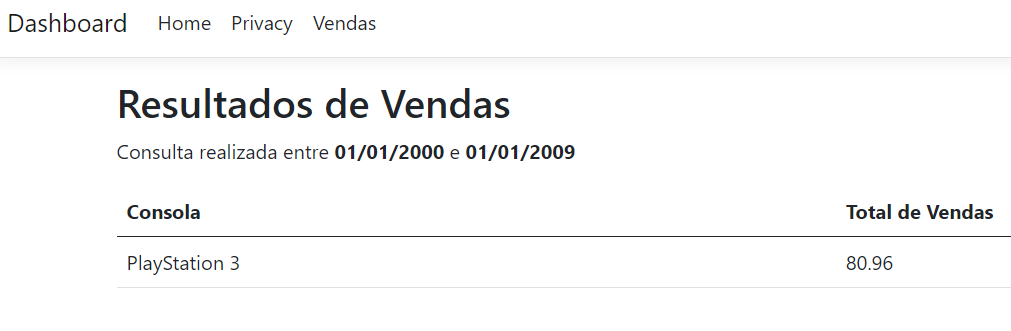 Dashboard Home Privacy Vendas
Resultados de Vendas
Consulta realizada entre 01/01/2000 e 01/01/2009
Consola Total de Vendas
PlayStation 3 80.96